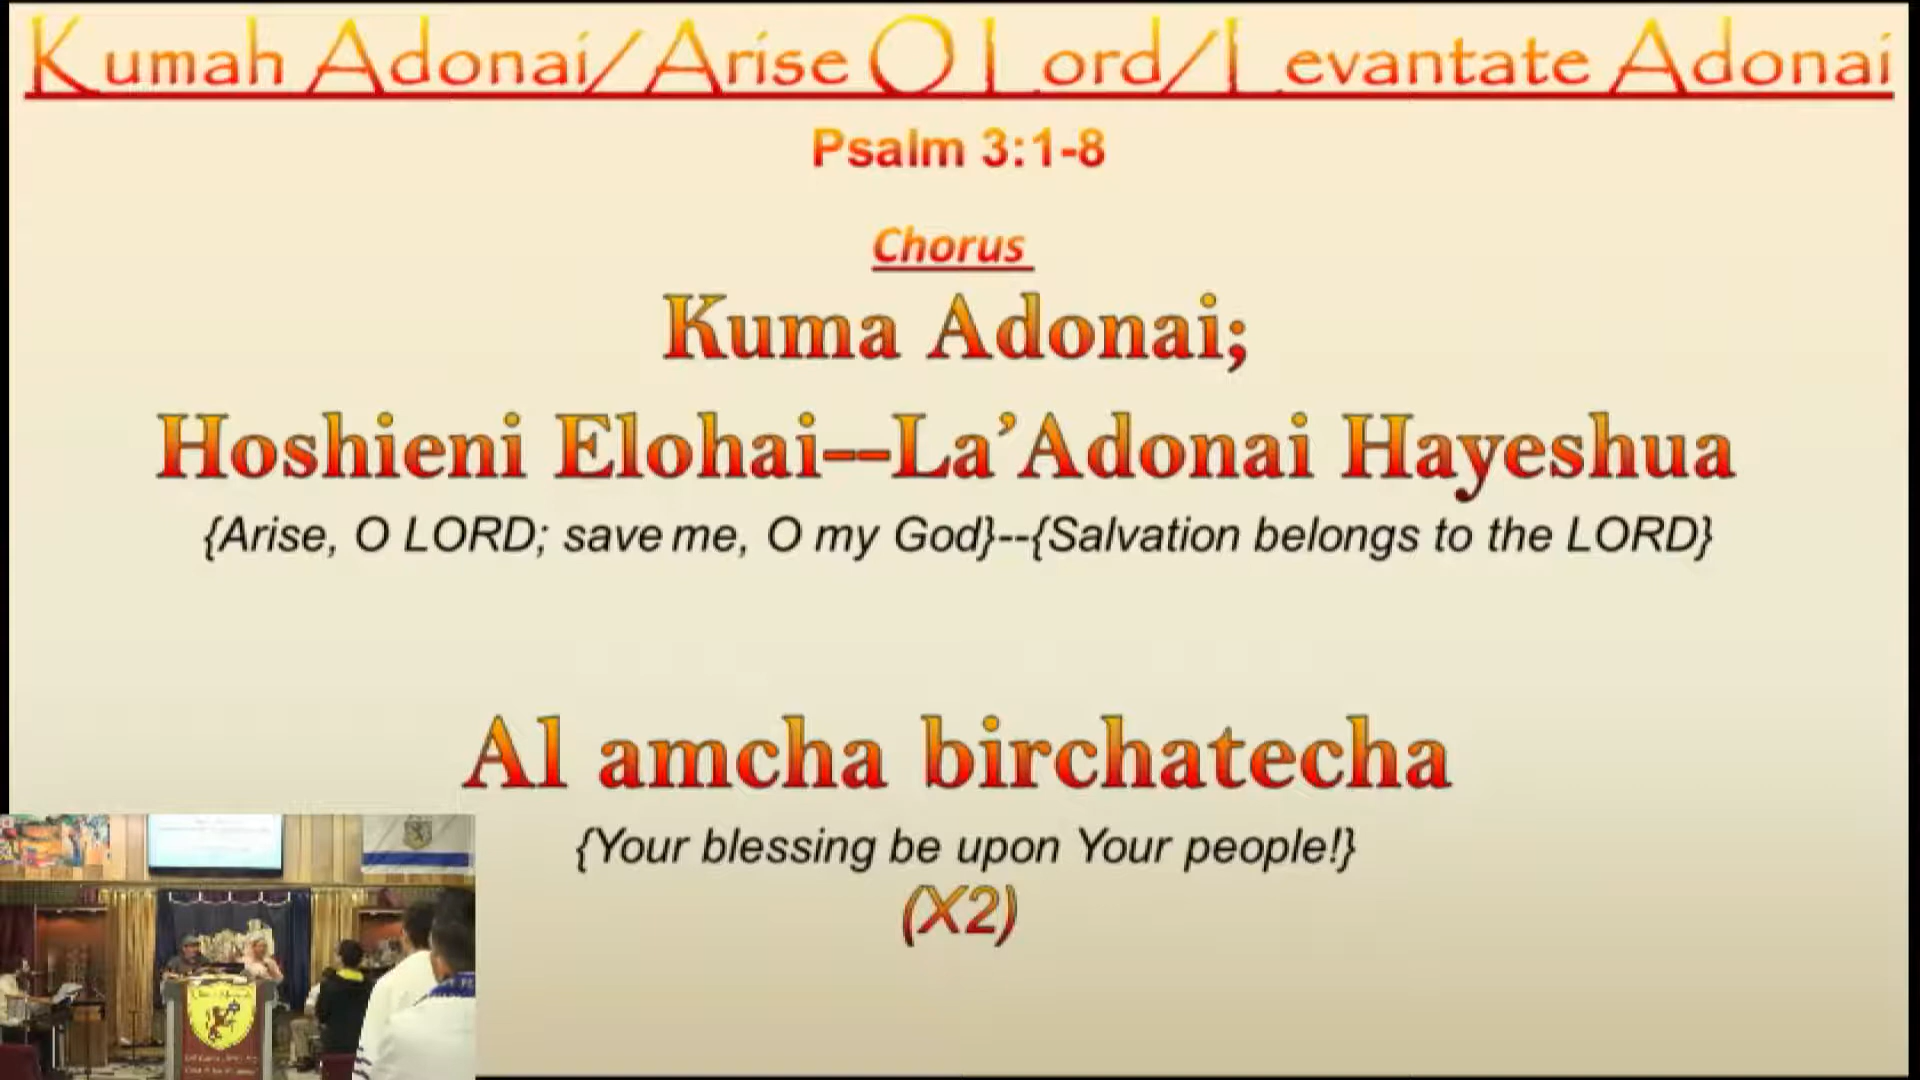 Kumah Adonai/Arise O Lord/Levantate Adonai
Psalm 3:1-8
Chorus
Kuma Adonai;
Hoshieni Elohai--La’Adonai Hayeshua
{Arise, O LORD; save me, O my God}--{Salvation belongs to the LORD}
Al amcha birchatecha
{Your blessing be upon Your people!}
(X2)